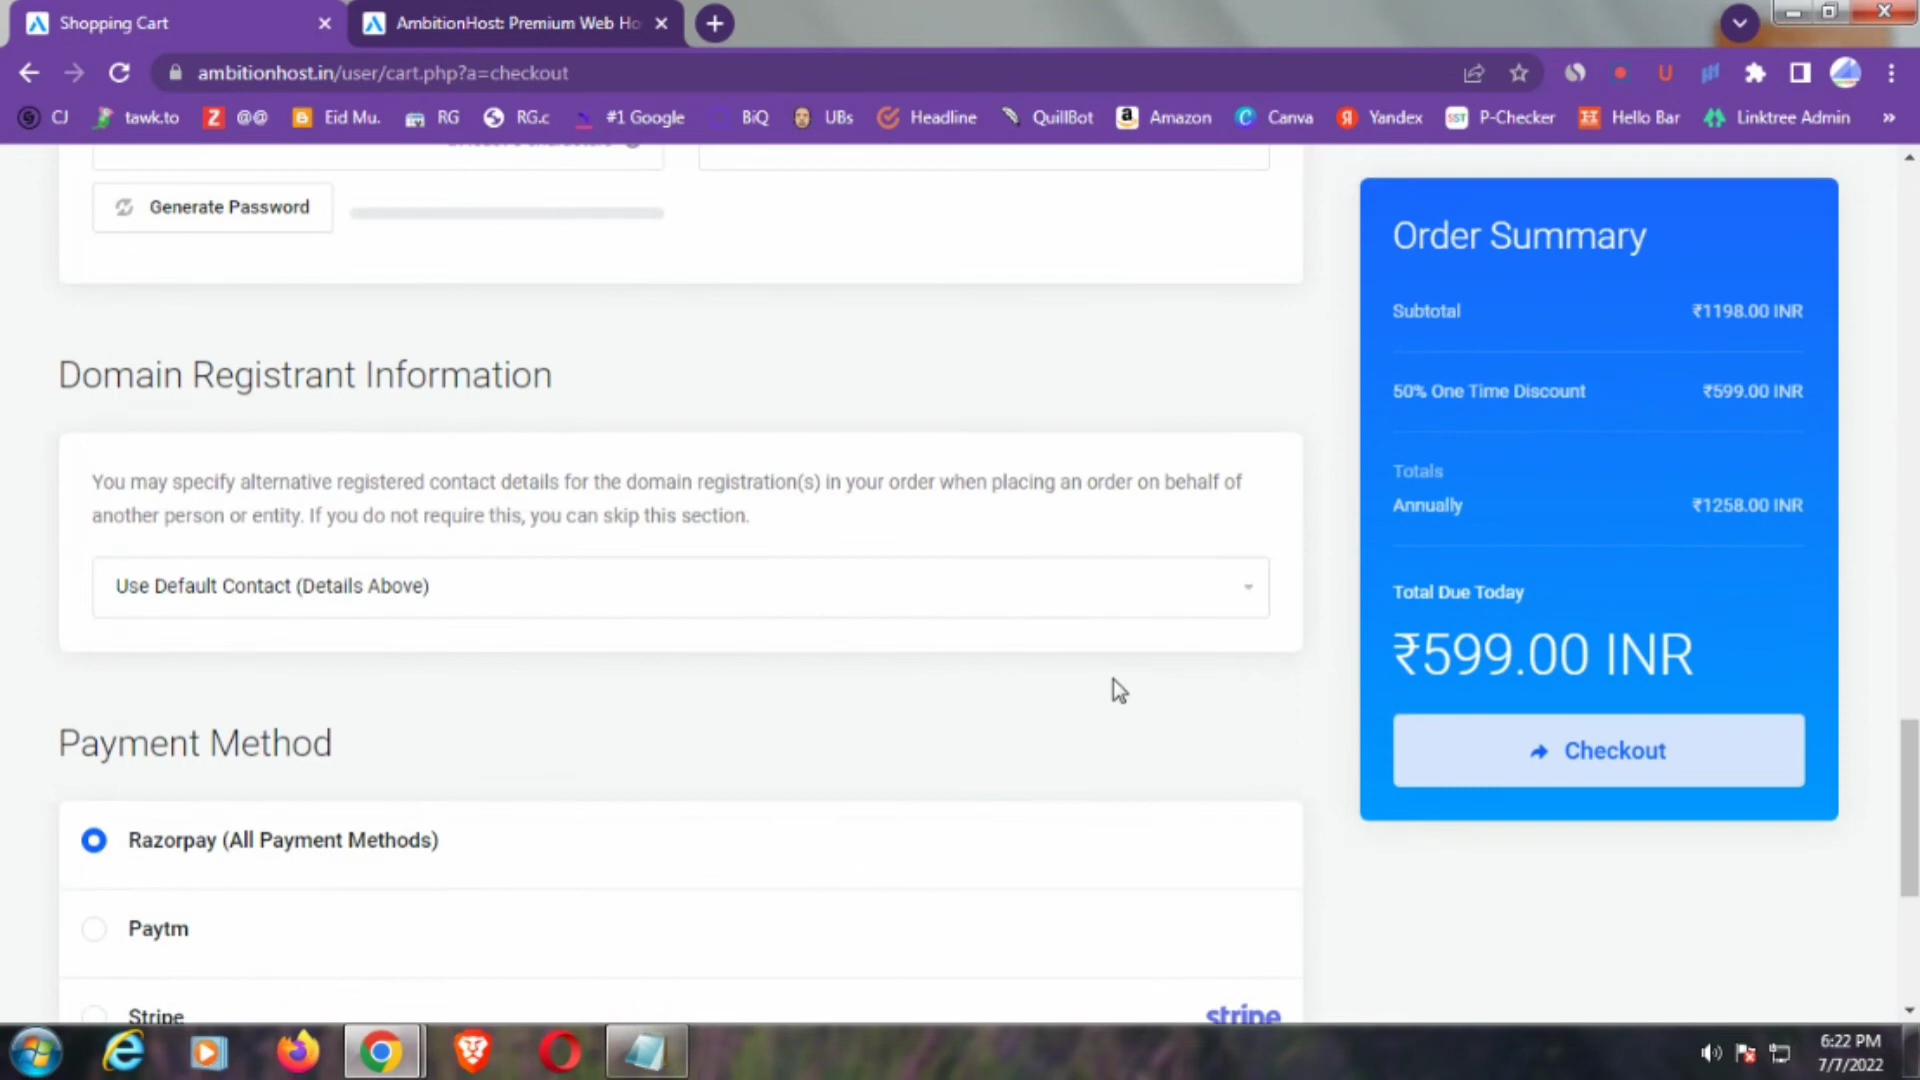 Shopping Cart
AmbitionHost: Premium Web Ho
ambitionhost.in/user/cart.php?a=checkout
CJ
tawk.to
@@
Eid Mu.
RG
RG.c
#1 Google
BiQ
UBs
Headline
QuillBot
Amazon
Canva
Yandex
P-Checker
Hello Bar
Linktree Admin
»
Generate Password
Domain Registrant Information
You may specify alternative registered contact details for the domain registration(s) in your order when placing an order on behalf of
another person or entity. If you do not require this, you can skip this section.
Use Default Contact (Details Above)
Payment Method
Razorpay (All Payment Methods)
Paytm
Stripe
stripe
Order Summary
Subtotal ₹1198.00 INR
50% One Time Discount ₹599.00 INR
Totals
Annually ₹1258.00 INR
Total Due Today
₹599.00 INR
Checkout
6:22 PM
7/7/2022